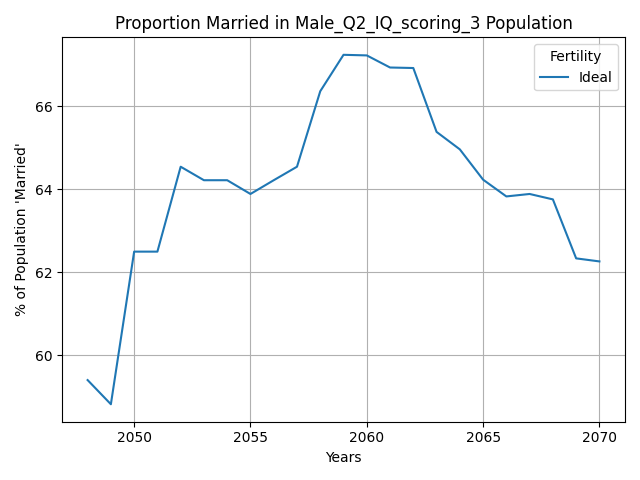 Proportion Married in Male_Q2_IQ_scoring_3 Population
Fertility
Ideal
% of Population 'Married'
66
64
62
60
2050 2055 2060 2065 2070
Years